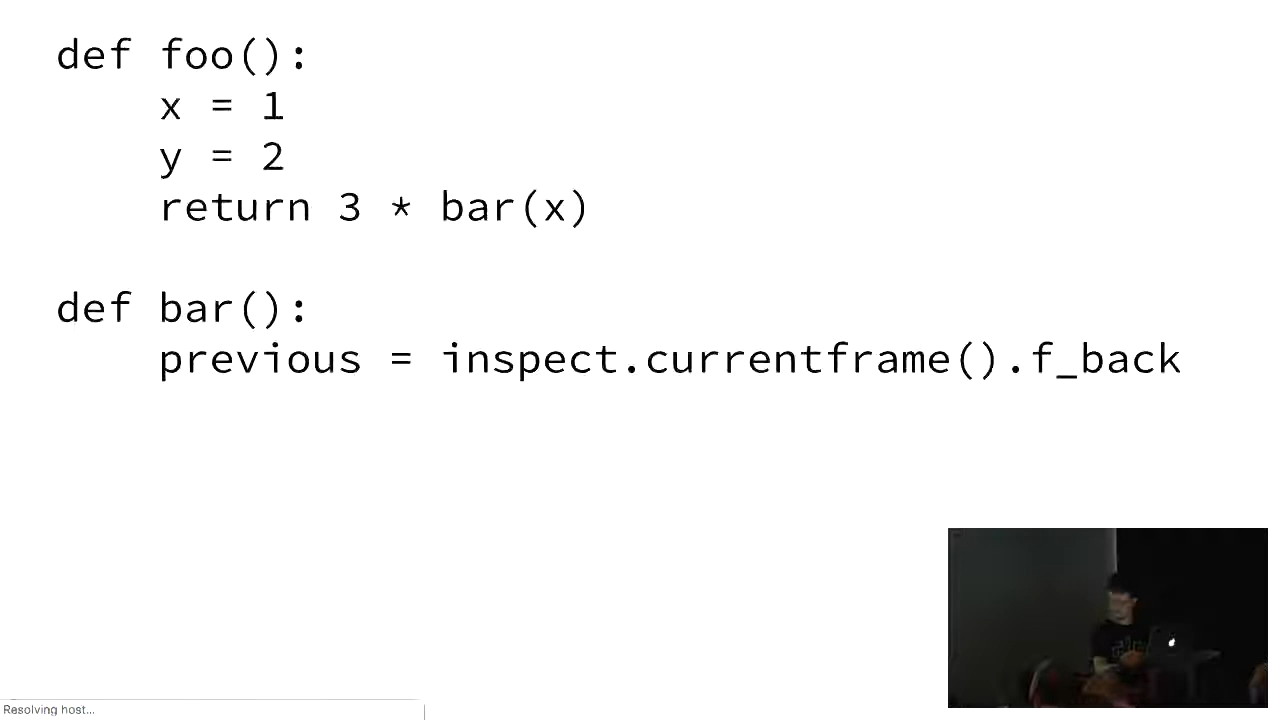 def foo():
    x = 1
    y = 2
    return 3 * bar(x)
def bar():
    previous = inspect.currentframe().f_back
Resolving host...